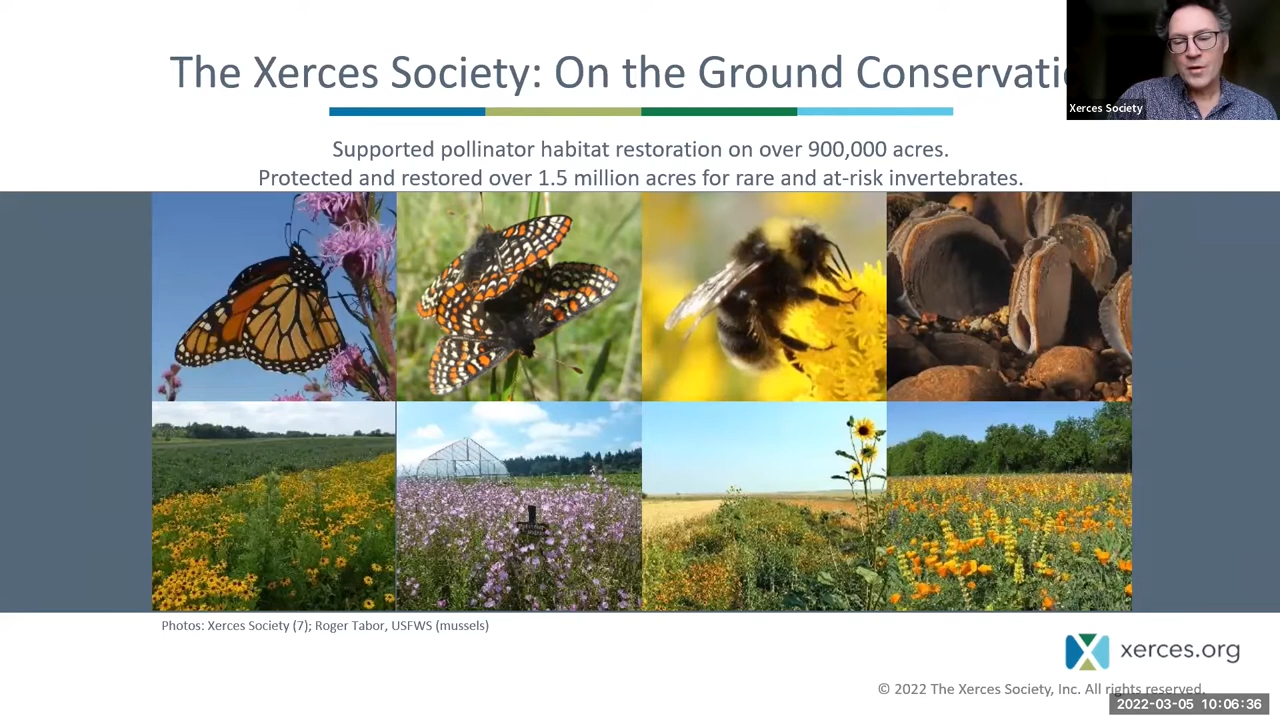 The Xerces Society: On the Ground Conservatio
Xerces Society
Supported pollinator habitat restoration on over 900,000 acres.
Protected and restored over 1.5 million acres for rare and at-risk invertebrates.
Photos: Xerces Society (7); Roger Tabor, USFWS (mussels)
xerces.org
© 2022 The Xerces Society, Inc. All rights reserved.
2022-03-05 10:06:36